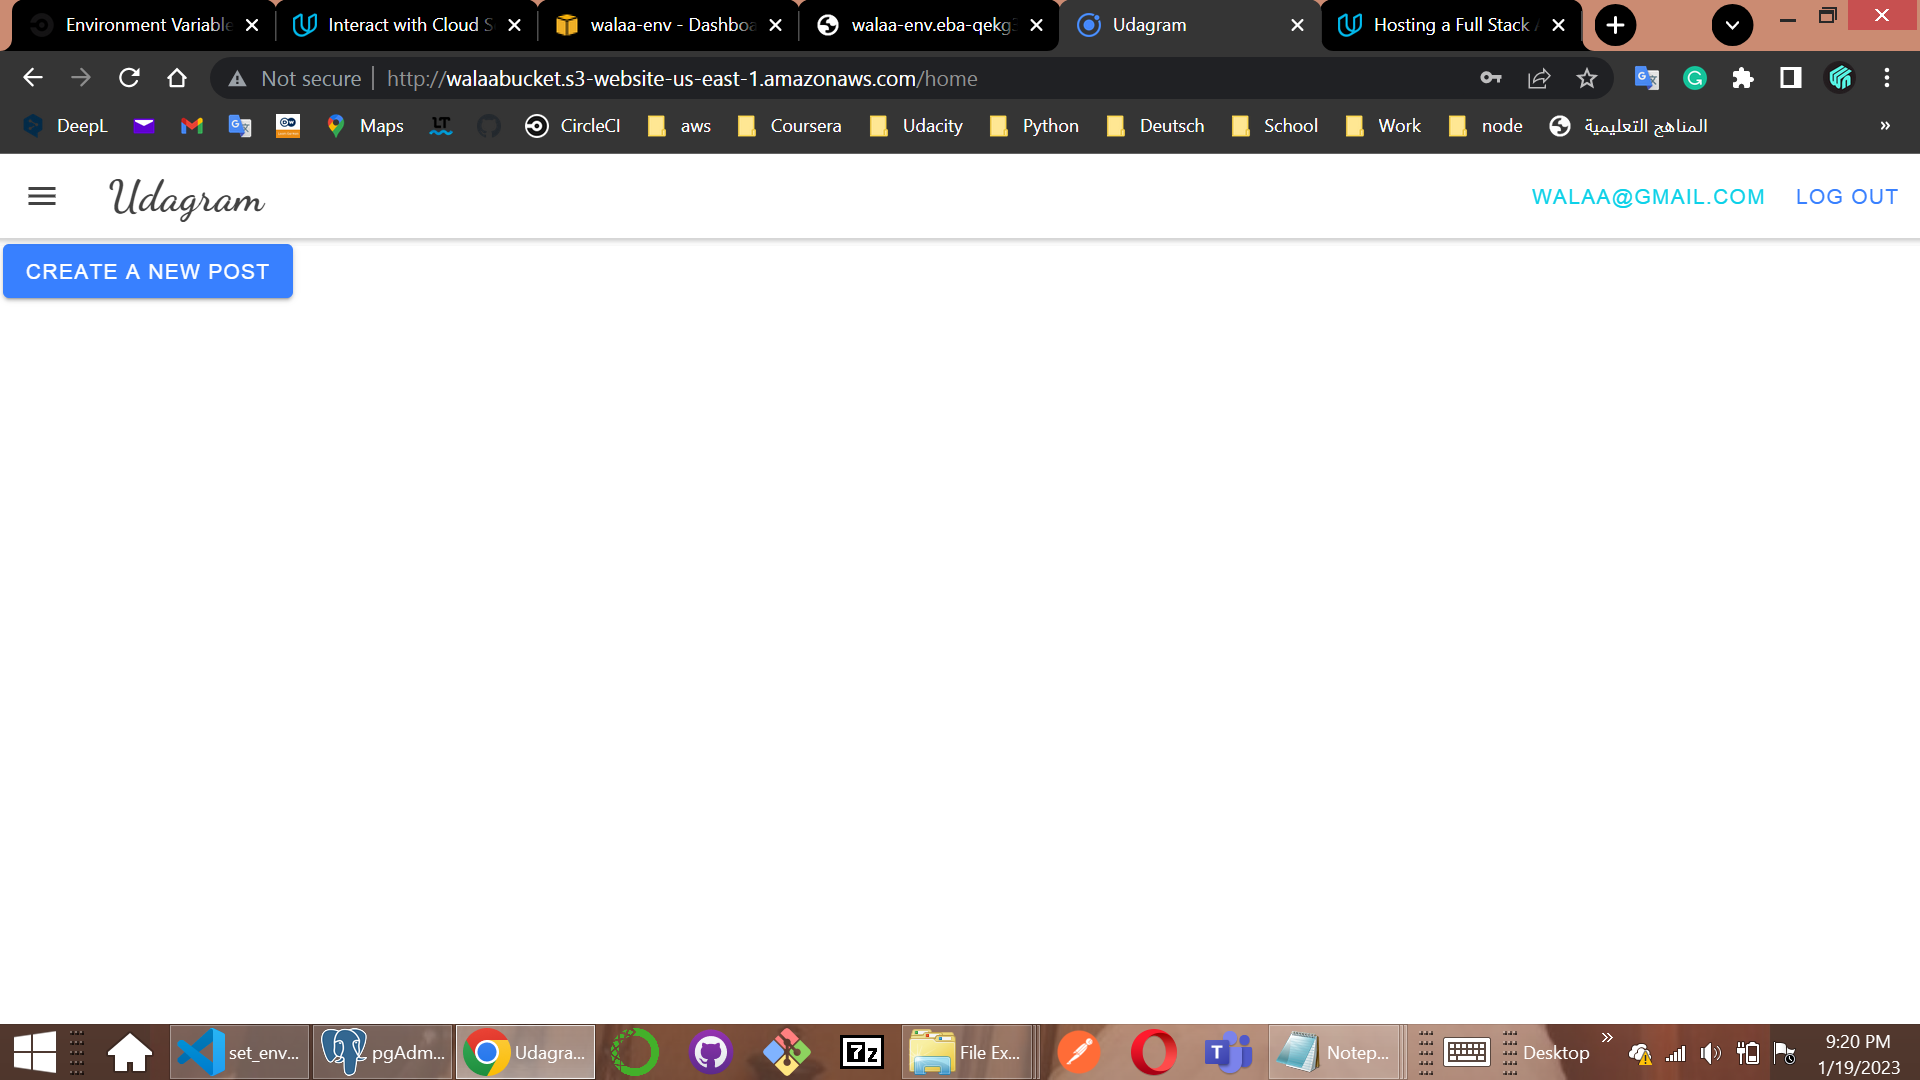 Environment Variable
Interact with Cloud S
walaa-env - Dashboa
walaa-env.eba-qekg
Udagram
Hosting a Full Stack A
Not secure
http://walaabucket.s3-website-us-east-1.amazonaws.com/home
DeepL
Maps
LT
CircleCI
aws
Coursera
Udacity
Python
Deutsch
School
Work
node
المناهج التعليمية
»
Udagram
WALAA@GMAIL.COM
LOG OUT
CREATE A NEW POST
set_env...
pgAdm...
Udagra...
7z
File Ex...
T
Notep...
Desktop
»
9:20 PM
1/19/2023